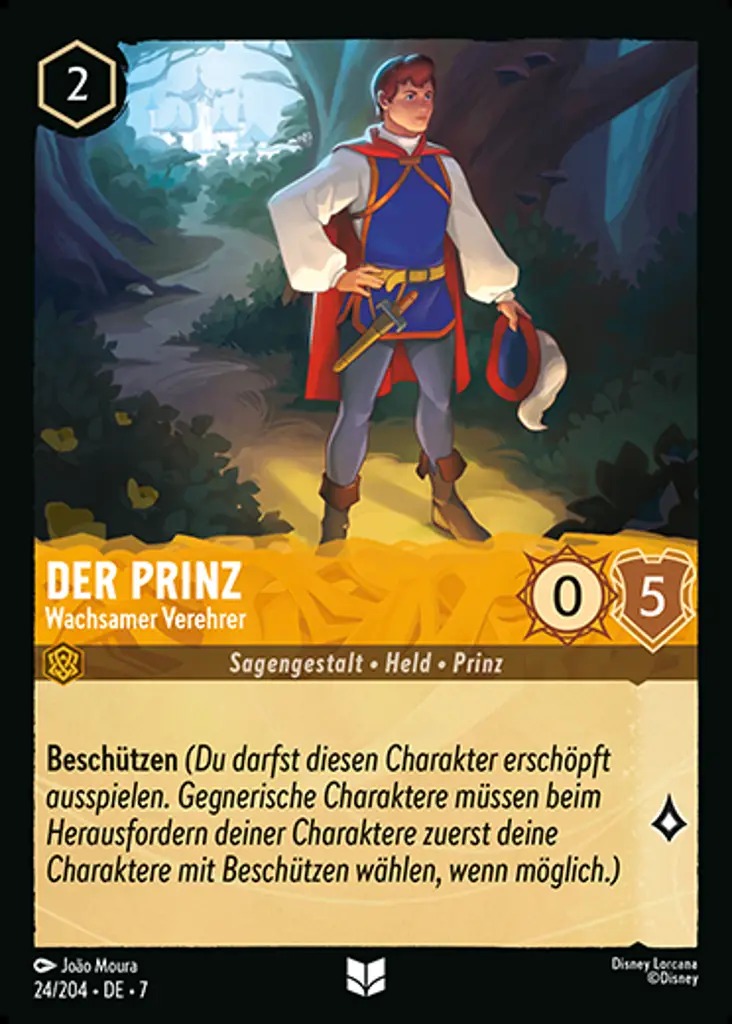 2
DER PRINZ
Wachsamer Verehrer
0
5
Sagengestalt • Held • Prinz
Beschützen (Du darfst diesen Charakter erschöpft
ausspielen. Gegnerische Charaktere müssen beim
Herausfordern deiner Charaktere zuerst deine
Charaktere mit Beschützen wählen, wenn möglich.)
João Moura
24/204 • DE • 7
Disney Lorcana
©Disney